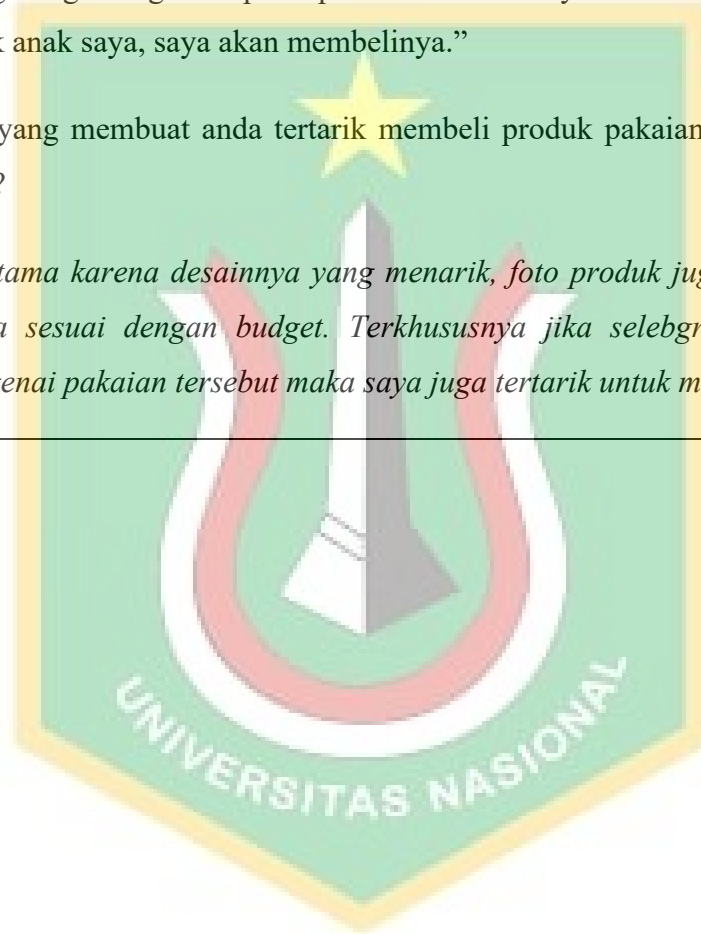 anak saya, saya akan membelinya.”
yang membuat anda tertarik membeli produk pakaian
?
tama karena desainnya yang menarik, foto produk jug
a sesuai dengan budget. Terkhususnya jika selebgr
enai pakaian tersebut maka saya juga tertarik untuk m
UNIVERSITAS NASIONAL